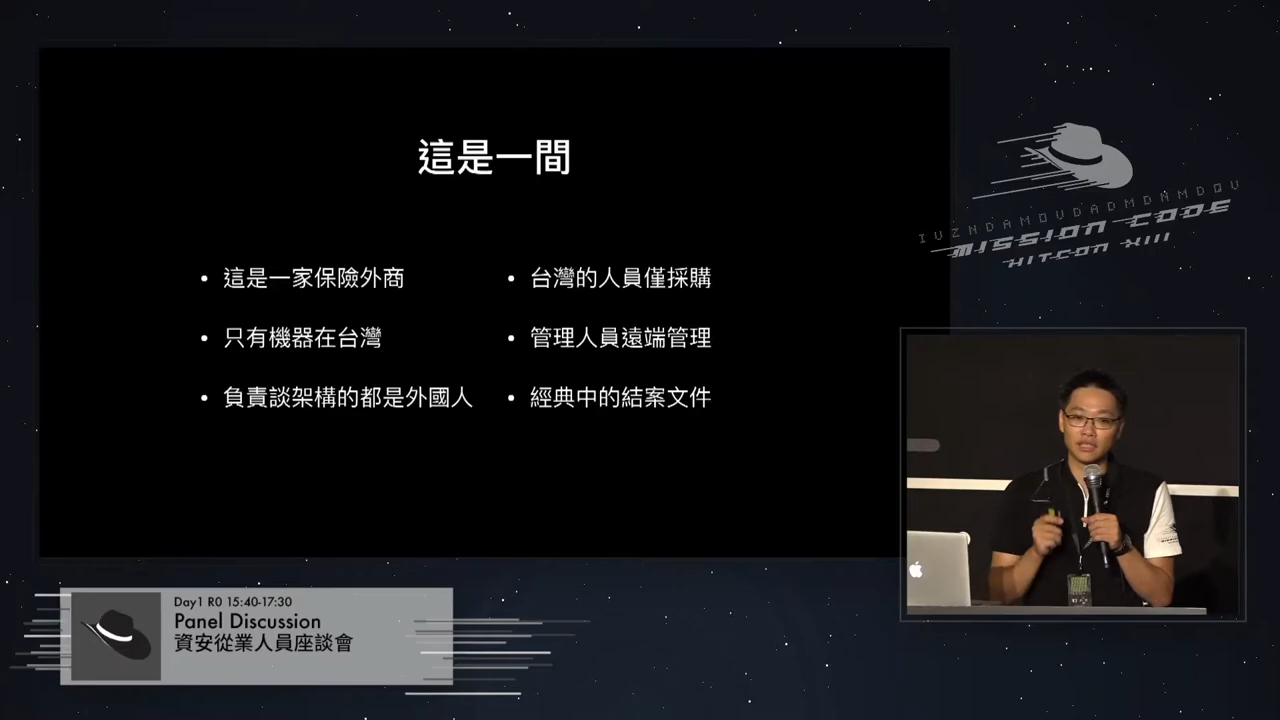 這是一間
• 這是一家保險外商
• 只有機器在台灣
• 負責談架構的都是外國人
• 台灣的人員僅採購
• 管理人員遠端管理
• 經典中的結案文件
IVZNDAMOVDADMDNMDQV
MISSION CODE
HITCON XIII
Day1 R0 15:40-17:30
Panel Discussion
資安從業人員座談會